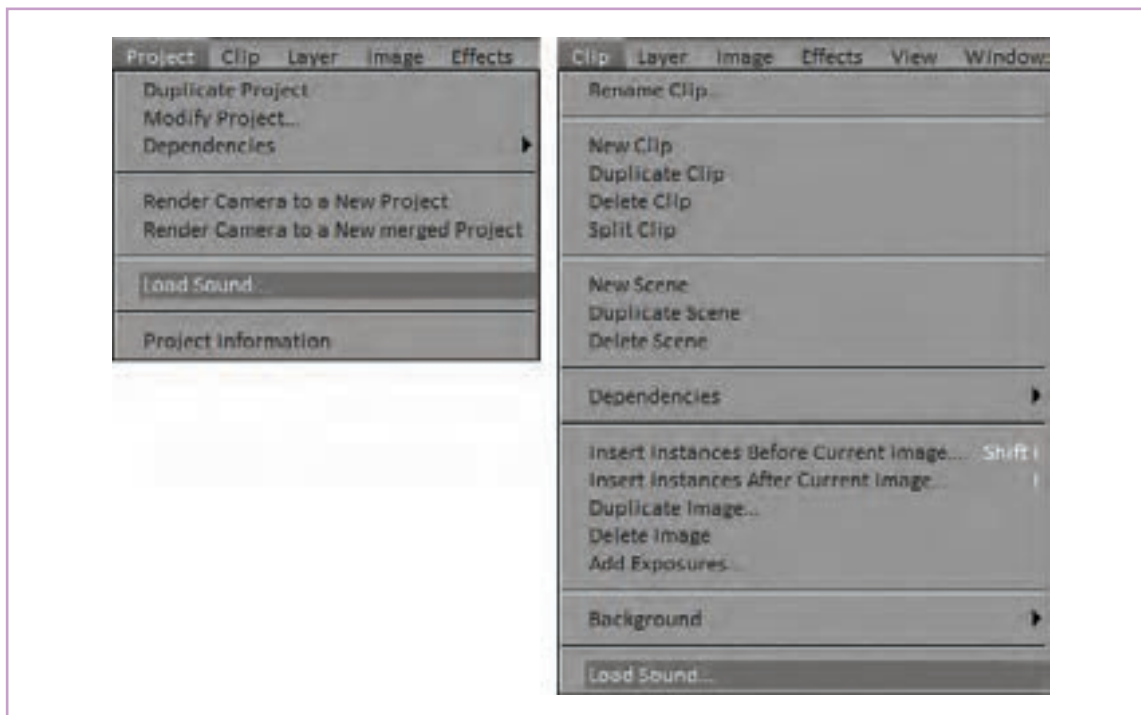 Project Clip Layer Image Effects
Duplicate Project
Modify Project...
Dependencies
Render Camera to a New Project
Render Camera to a New merged Project
Load Sound...
Project Information
Clip Layer Image Effects View Windows
Rename Clip...
New Clip
Duplicate Clip
Delete Clip
Split Clip
New Scene
Duplicate Scene
Delete Scene
Dependencies
Insert Instances Before Current Image... Shift i
Insert Instances After Current Image... i
Duplicate Image...
Delete Image
Add Exposures...
Background
Load Sound...